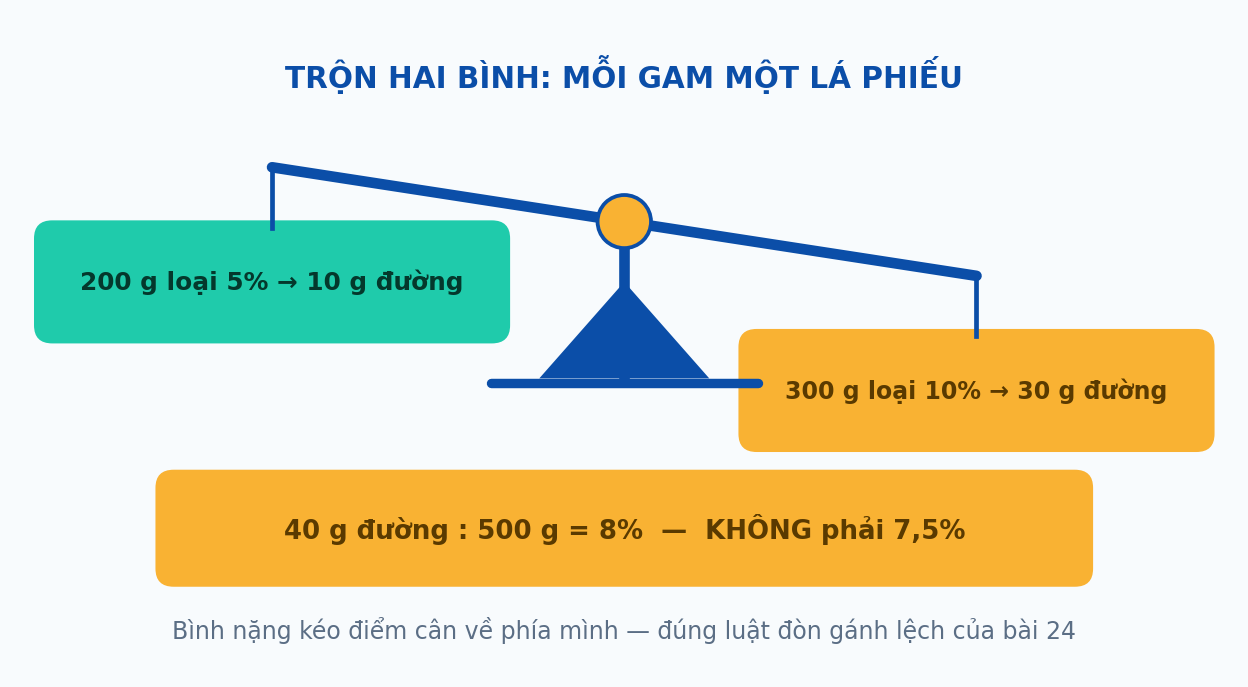 TRỘN HAI BÌNH: MỖI GAM MỘT LÁ PHIẾU
200 g loại 5% → 10 g đường
300 g loại 10% → 30 g đường
40 g đường : 500 g = 8% — KHÔNG phải 7,5%
Bình nặng kéo điểm cân về phía mình — đúng luật đòn gánh lệch của bài 24